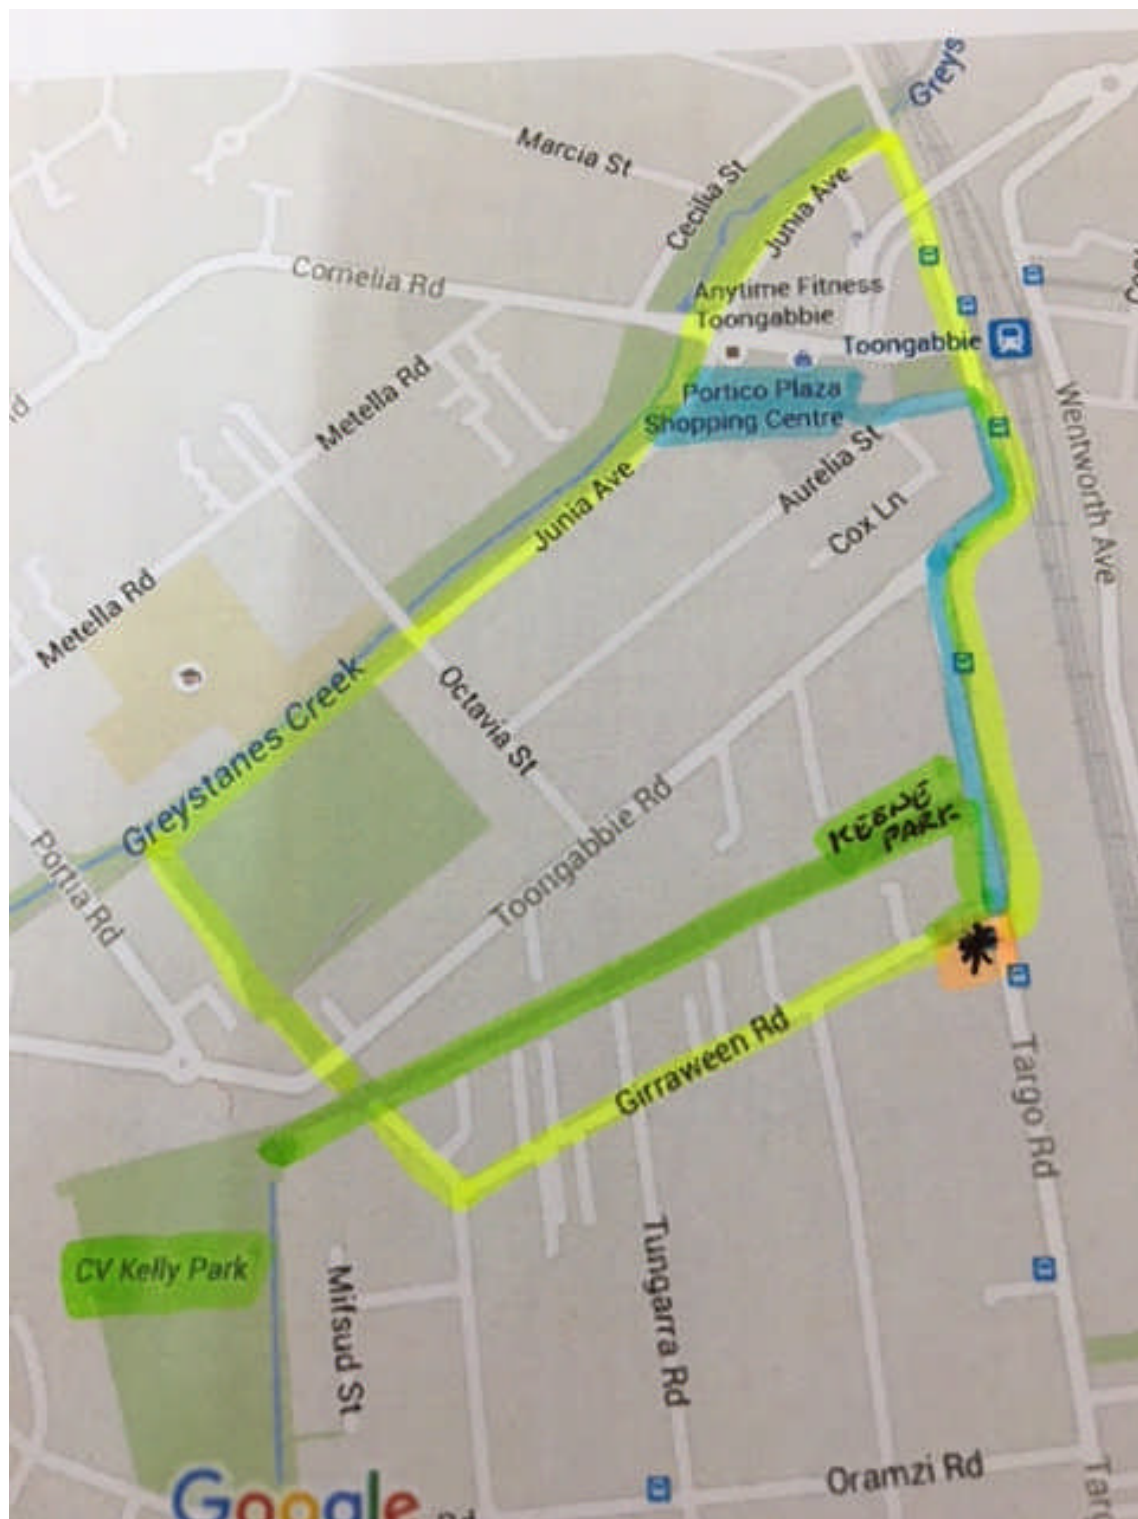 Greys
Marcia St
Cecilia St
Junia Ave
Cornelia Rd
Anytime Fitness
Toongabbie
Toongabbie
Metella Rd
Portico Plaza
Shopping Centre
Wentworth Ave
Aurelia St
Junia Ave
Cox Ln
Metella Rd
Octavia St
Greystanes Creek
KEENE
PARK
Toongabbie Rd
Portia Rd
Girraween Rd
Targo Rd
CV Kelly Park
Mifsud St
Tungarra Rd
Oramzi Rd
Targ
Google